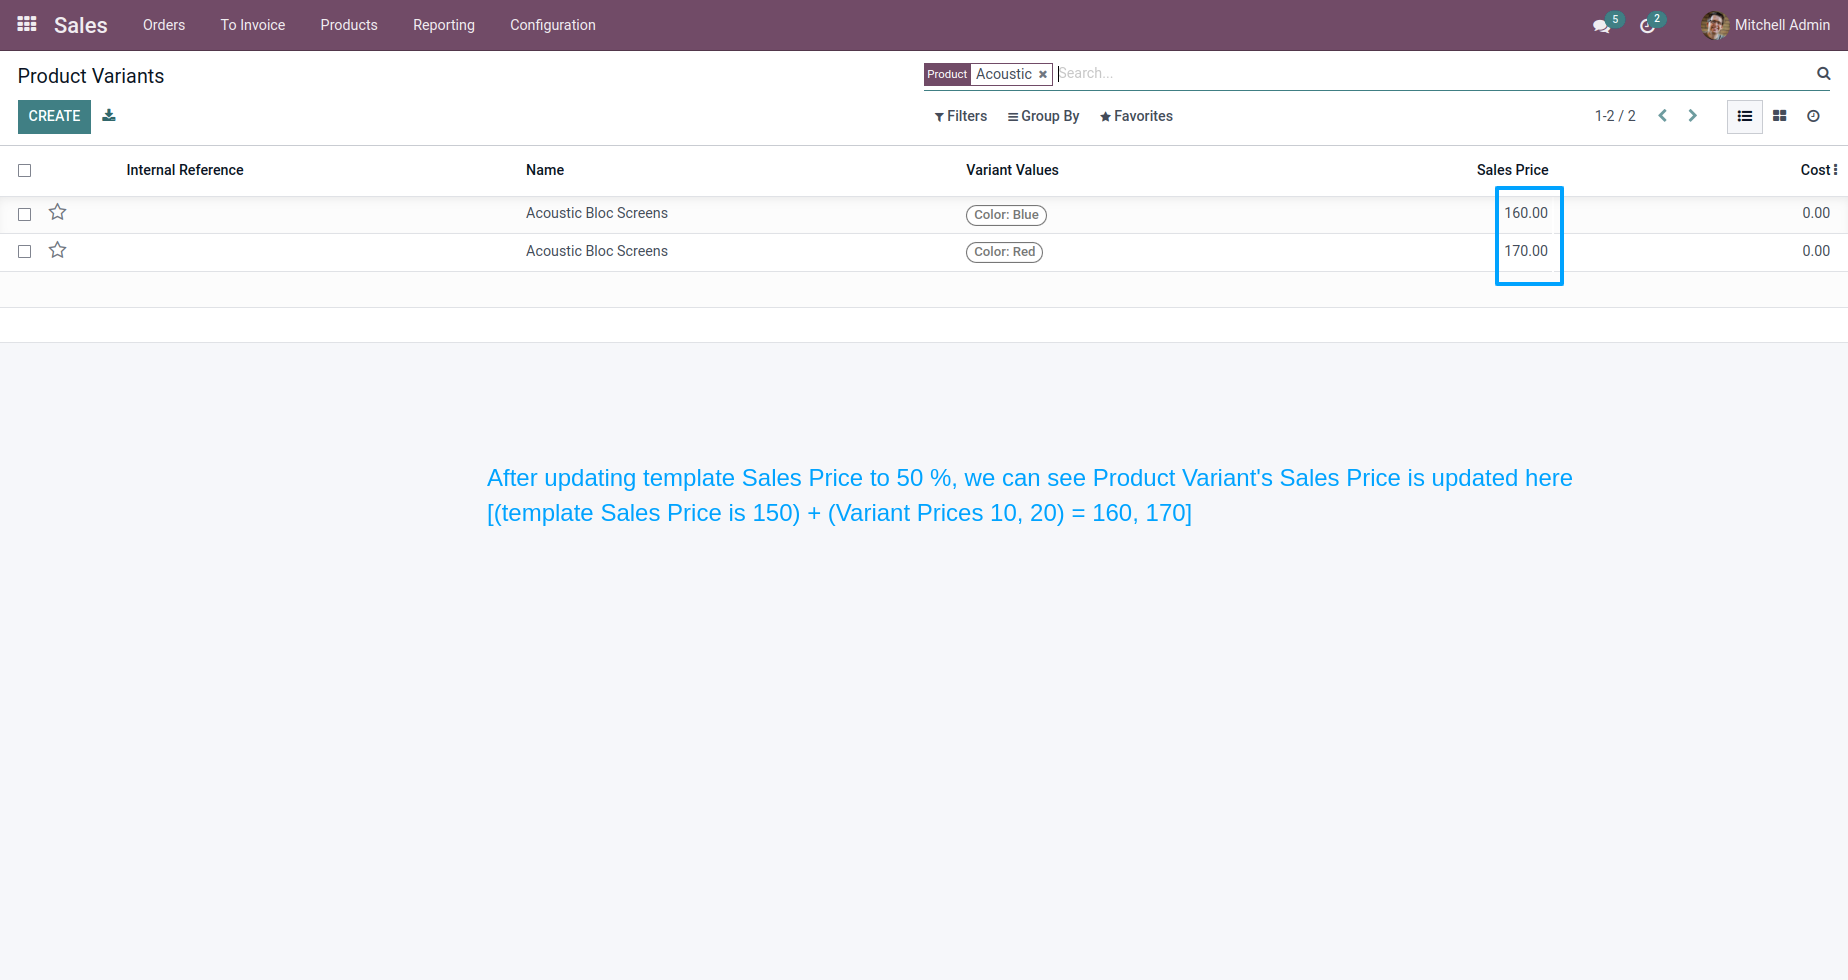 Sales Orders To Invoice Products Reporting Configuration 5 2 Mitchell Admin
Product Variants Product Acoustic Search...
CREATE Filters Group By Favorites 1-2 / 2
Internal Reference Name Variant Values Sales Price Cost
Acoustic Bloc Screens Color: Blue 160.00 0.00
Acoustic Bloc Screens Color: Red 170.00 0.00
After updating template Sales Price to 50 %, we can see Product Variant's Sales Price is updated here
[(template Sales Price is 150) + (Variant Prices 10, 20) = 160, 170]